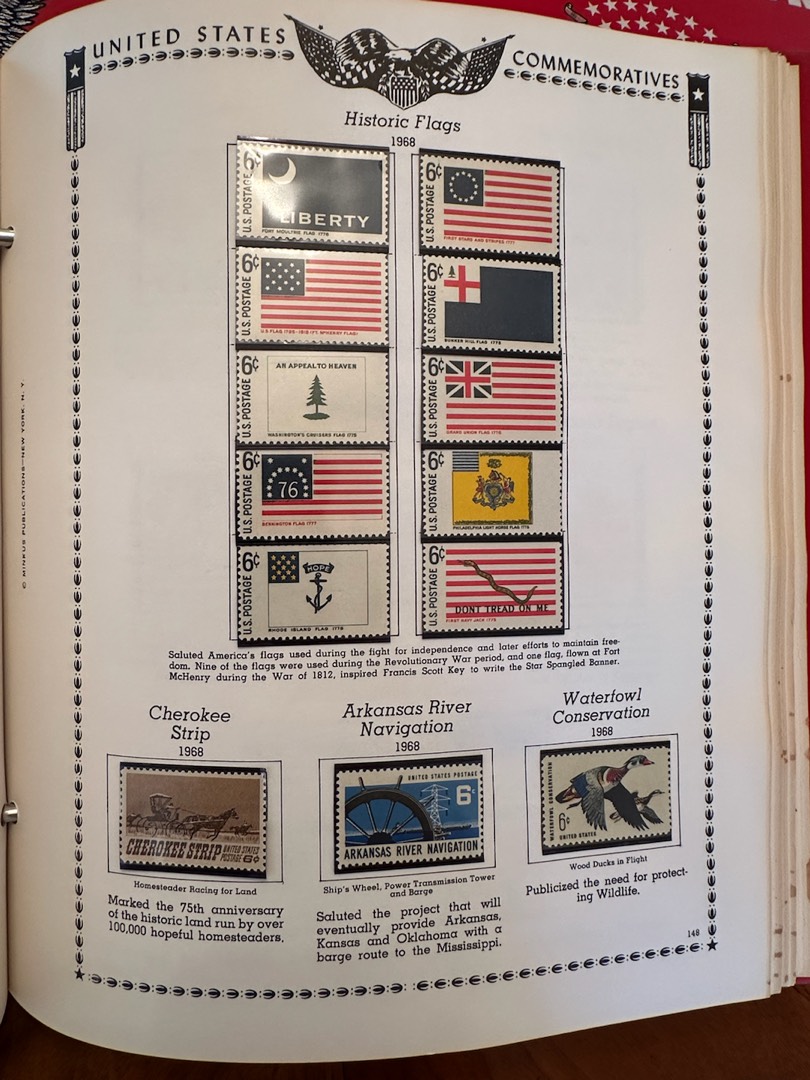 UNITED STATES
COMMEMORATIVES
Historic Flags
1968
6¢
U.S. POSTAGE
LIBERTY
FORT MOULTRIE FLAG 1776
6¢
U.S. POSTAGE
FIRST STARS AND STRIPES 1777
6¢
U.S. POSTAGE
U.S. FLAG 1795-1818 (FT. McHENRY FLAG)
6¢
U.S. POSTAGE
BUNKER HILL FLAG 1775
6¢
U.S. POSTAGE
AN APPEAL TO HEAVEN
WASHINGTON'S CRUISERS FLAG 1775
6¢
U.S. POSTAGE
GRAND UNION FLAG 1776
6¢
U.S. POSTAGE
76
BENNINGTON FLAG 1777
6¢
U.S. POSTAGE
PHILADELPHIA LIGHT HORSE FLAG 1775
6¢
U.S. POSTAGE
HOPE
RHODE ISLAND FLAG 1775
6¢
U.S. POSTAGE
DONT TREAD ON ME
FIRST NAVY JACK 1775
Saluted America's flags used during the fight for independence and later efforts to maintain free-
dom. Nine of the flags were used during the Revolutionary War period, and one flag, flown at Fort
McHenry during the War of 1812, inspired Francis Scott Key to write the Star Spangled Banner.
Cherokee
Strip
1968
CHEROKEE STRIP
UNITED STATES
POSTAGE 6¢
Homesteader Racing for Land
Marked the 75th anniversary
of the historic land run by over
100,000 hopeful homesteaders.
Arkansas River
Navigation
1968
UNITED STATES POSTAGE
6¢
ARKANSAS RIVER NAVIGATION
Ship's Wheel, Power Transmission Tower
and Barge
Saluted the project that will
eventually provide Arkansas,
Kansas and Oklahoma with a
barge route to the Mississippi.
Waterfowl
Conservation
1968
WATERFOWL CONSERVATION
6¢
UNITED STATES
Wood Ducks in Flight
Publicized the need for protect-
ing Wildlife.
148
© MINKUS PUBLICATIONS—NEW YORK, N. Y.